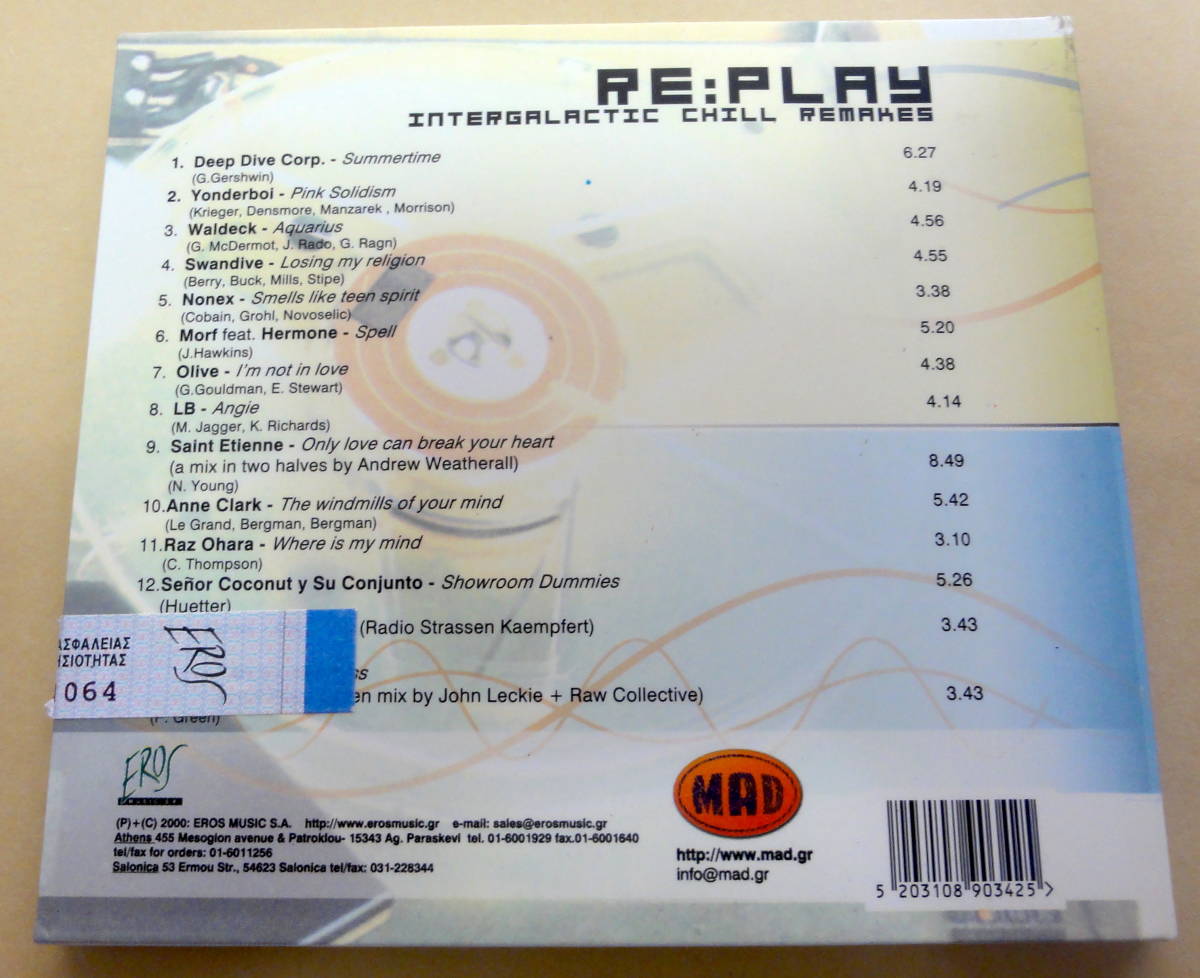 RE:PLAY
INTERGALACTIC CHILL REMAKES
1. Deep Dive Corp. - Summertime 6.27
(G.Gershwin)
2. Yonderboi - Pink Solidism 4.19
(Krieger, Densmore, Manzarek , Morrison)
3. Waldeck - Aquarius 4.56
(G. McDermot, J. Rado, G. Ragn)
4. Swandive - Losing my religion 4.55
(Berry, Buck, Mills, Stipe)
5. Nonex - Smells like teen spirit 3.38
(Cobain, Grohl, Novoselic)
6. Morf feat. Hermone - Spell 5.20
(J.Hawkins)
7. Olive - I'm not in love 4.38
(G.Gouldman, E. Stewart)
8. LB - Angie 4.14
(M. Jagger, K. Richards)
9. Saint Etienne - Only love can break your heart
(a mix in two halves by Andrew Weatherall) 8.49
(N. Young)
10.Anne Clark - The windmills of your mind 5.42
(Le Grand, Bergman, Bergman)
11.Raz Ohara - Where is my mind 3.10
(C. Thompson)
12.Señor Coconut y Su Conjunto - Showroom Dummies 5.26
(Huetter)
(Radio Strassen Kaempfert) 3.43
ss
en mix by John Leckie + Raw Collective) 3.43
(P. Green)
ΑΣΦΑΛΕΙΑΣ
ΗΣΙΟΤΗΤΑΣ
064
EROS
EROS
MUSIC S.A.
(P)+(C) 2000: EROS MUSIC S.A. http://www.erosmusic.gr e-mail: sales@erosmusic.gr
Athens 455 Mesogion avenue & Patroklou- 15343 Ag. Paraskevi tel. 01-6001929 fax.01-6001640
tel/fax for orders: 01-6011256
Salonica 53 Ermou Str., 54623 Salonica tel/fax: 031-228344
MAD
http://www.mad.gr
info@mad.gr
5 203108 903425 >